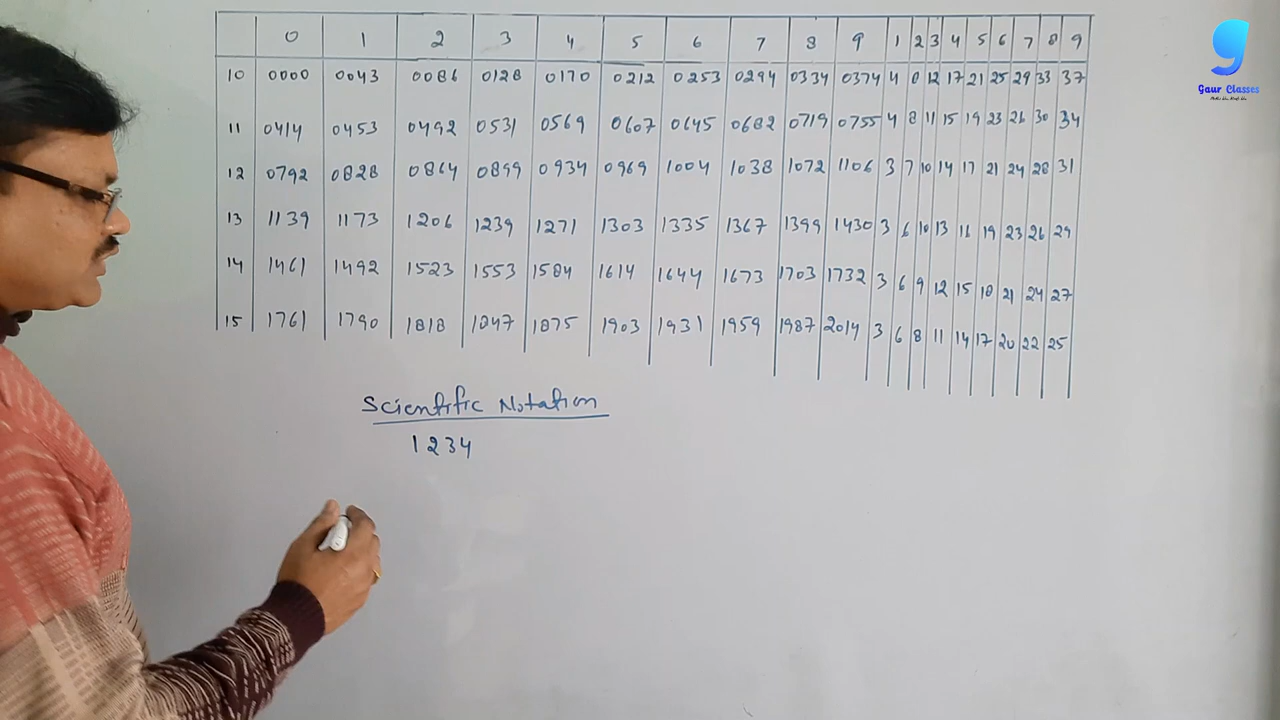 0 1 2 3 4 5 6 7 8 9 1 2 3 4 5 6 7 8 9
10 0000 0043 0086 0128 0170 0212 0253 0294 0334 0374 4 8 12 17 21 25 29 33 37
11 0414 0453 0492 0531 0569 0607 0645 0682 0719 0755 4 8 11 15 19 23 26 30 34
12 0792 0828 0864 0899 0934 0969 1004 1038 1072 1106 3 7 10 14 17 21 24 28 31
13 1139 1173 1206 1239 1271 1303 1335 1367 1399 1430 3 6 10 13 16 19 23 26 29
14 1461 1492 1523 1553 1584 1614 1644 1673 1703 1732 3 6 9 12 15 18 21 24 27
15 1761 1790 1818 1847 1875 1903 1931 1959 1987 2014 3 6 8 11 14 17 20 22 25
Scientific Notation
1234
g
Gaur Classes